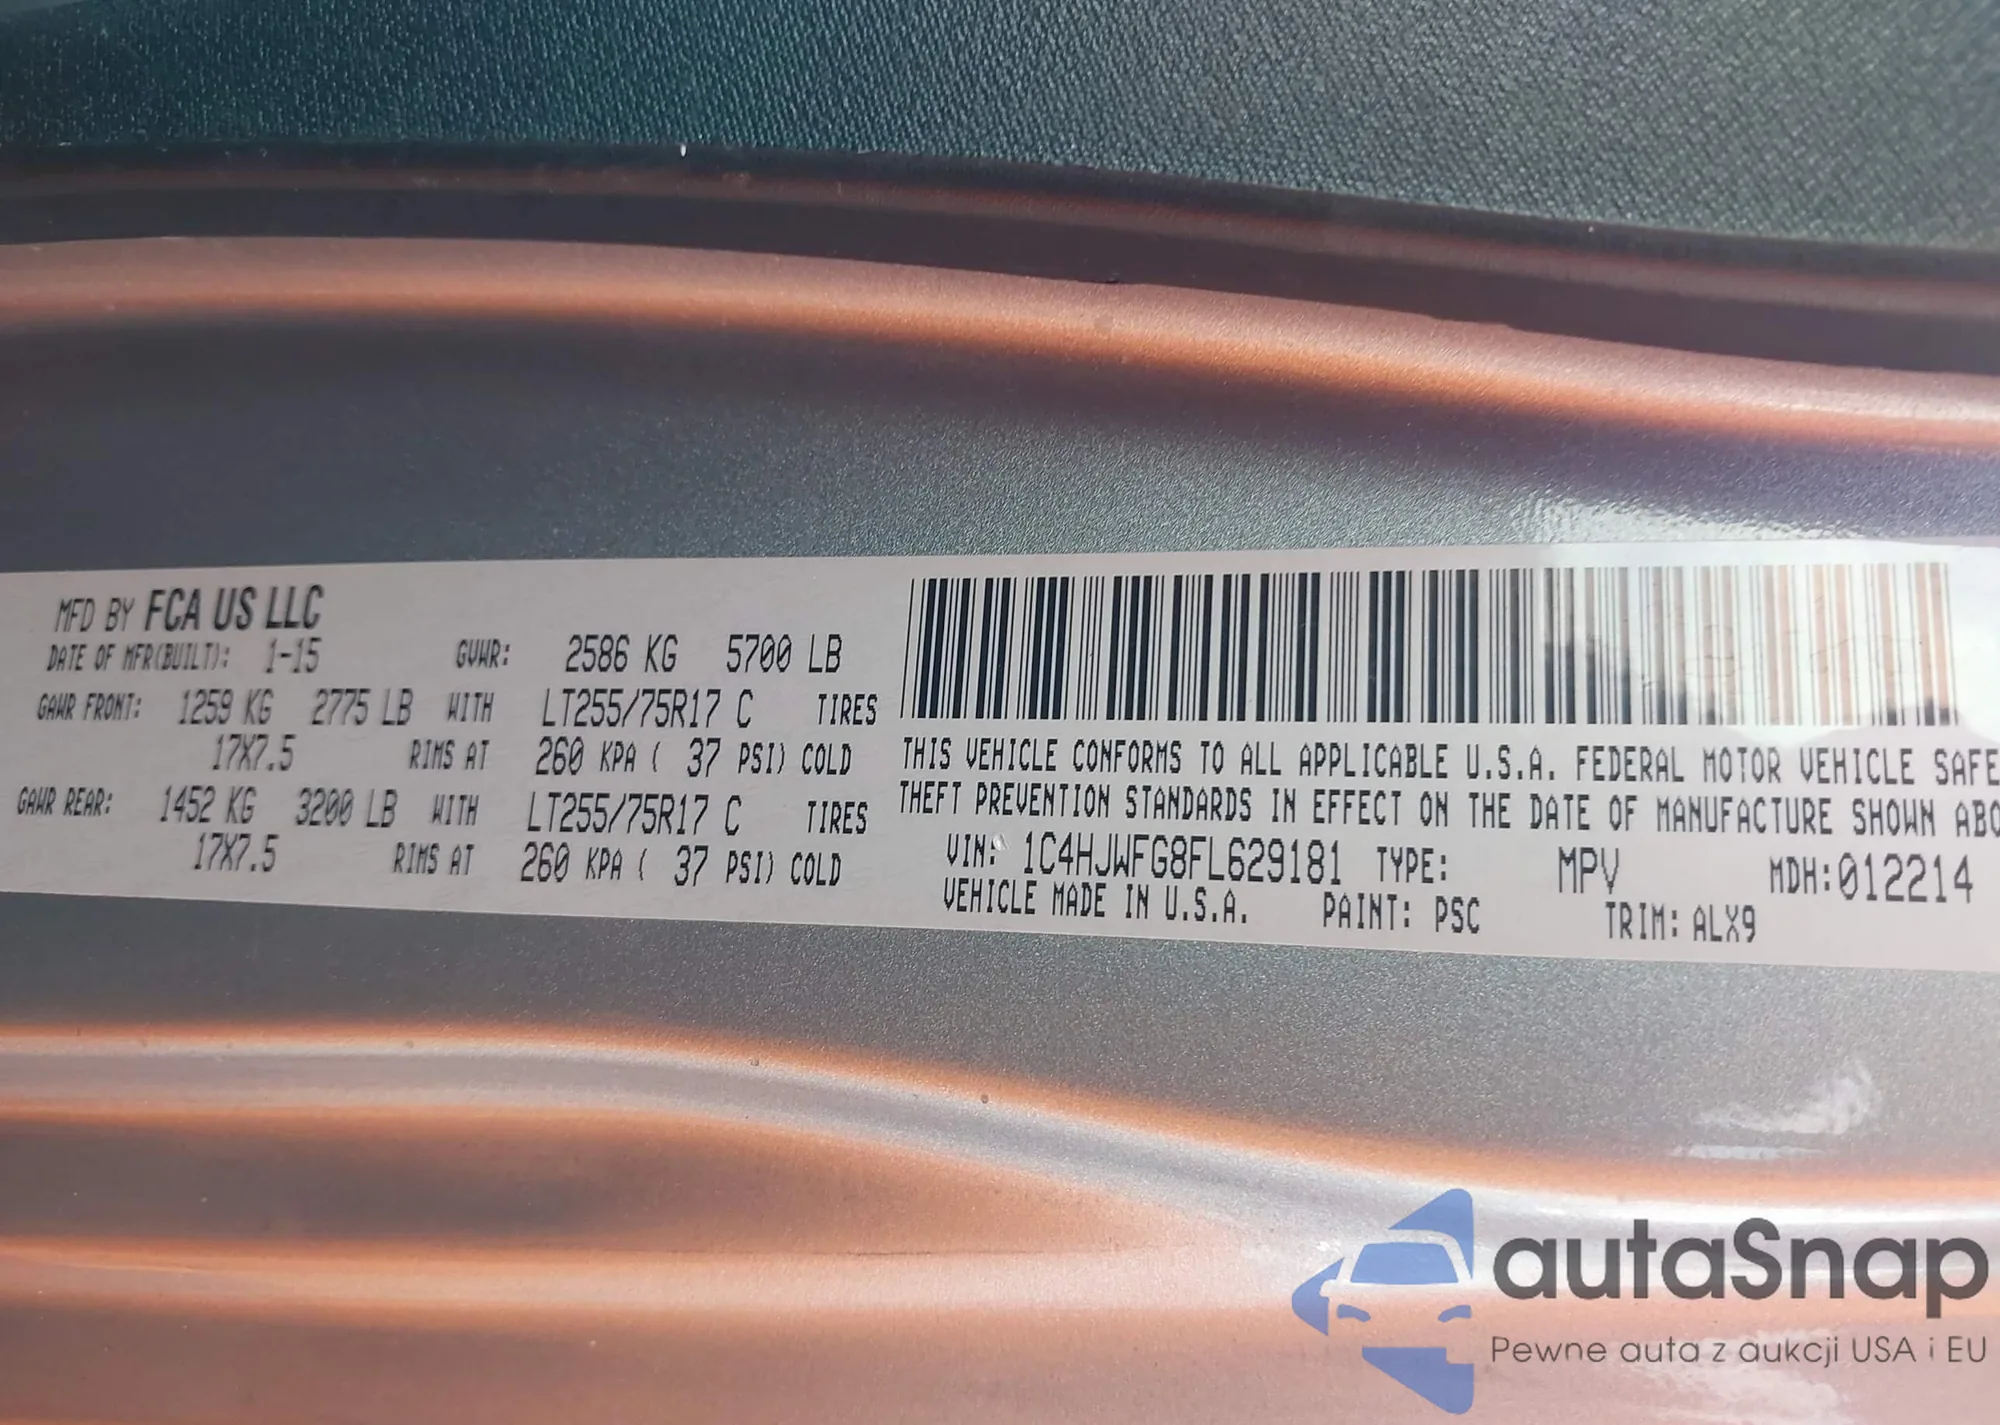 MFD BY FCA US LLC
DATE OF MFR(BUILT): 1-15 GVWR: 2586 KG 5700 LB
GAWR FRONT: 1259 KG 2775 LB WITH LT255/75R17 C TIRES
17X7.5 RIMS AT 260 KPA ( 37 PSI) COLD
GAWR REAR: 1452 KG 3200 LB WITH LT255/75R17 C TIRES
17X7.5 RIMS AT 260 KPA ( 37 PSI) COLD
THIS VEHICLE CONFORMS TO ALL APPLICABLE U.S.A. FEDERAL MOTOR VEHICLE SAFE
THEFT PREVENTION STANDARDS IN EFFECT ON THE DATE OF MANUFACTURE SHOWN ABO
VIN: 1C4HJWFG8FL629181 TYPE: MPV MDH:012214
VEHICLE MADE IN U.S.A. PAINT: PSC TRIM: ALX9
autaSnap
Pewne auta z aukcji USA i EU